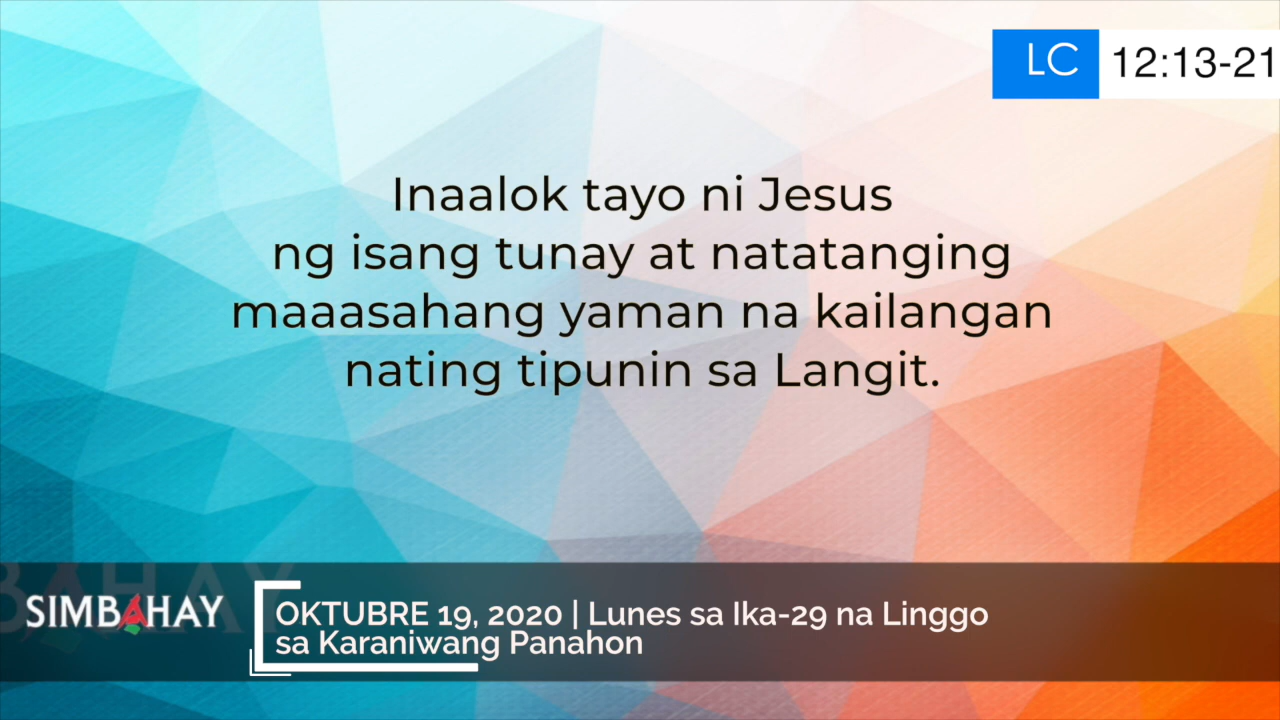 LC 12:13-21
Inaalok tayo ni Jesus
ng isang tunay at natatanging
maaasahang yaman na kailangan
nating tipunin sa Langit.
SIMBAHAY
OKTUBRE 19, 2020 | Lunes sa Ika-29 na Linggo
sa Karaniwang Panahon